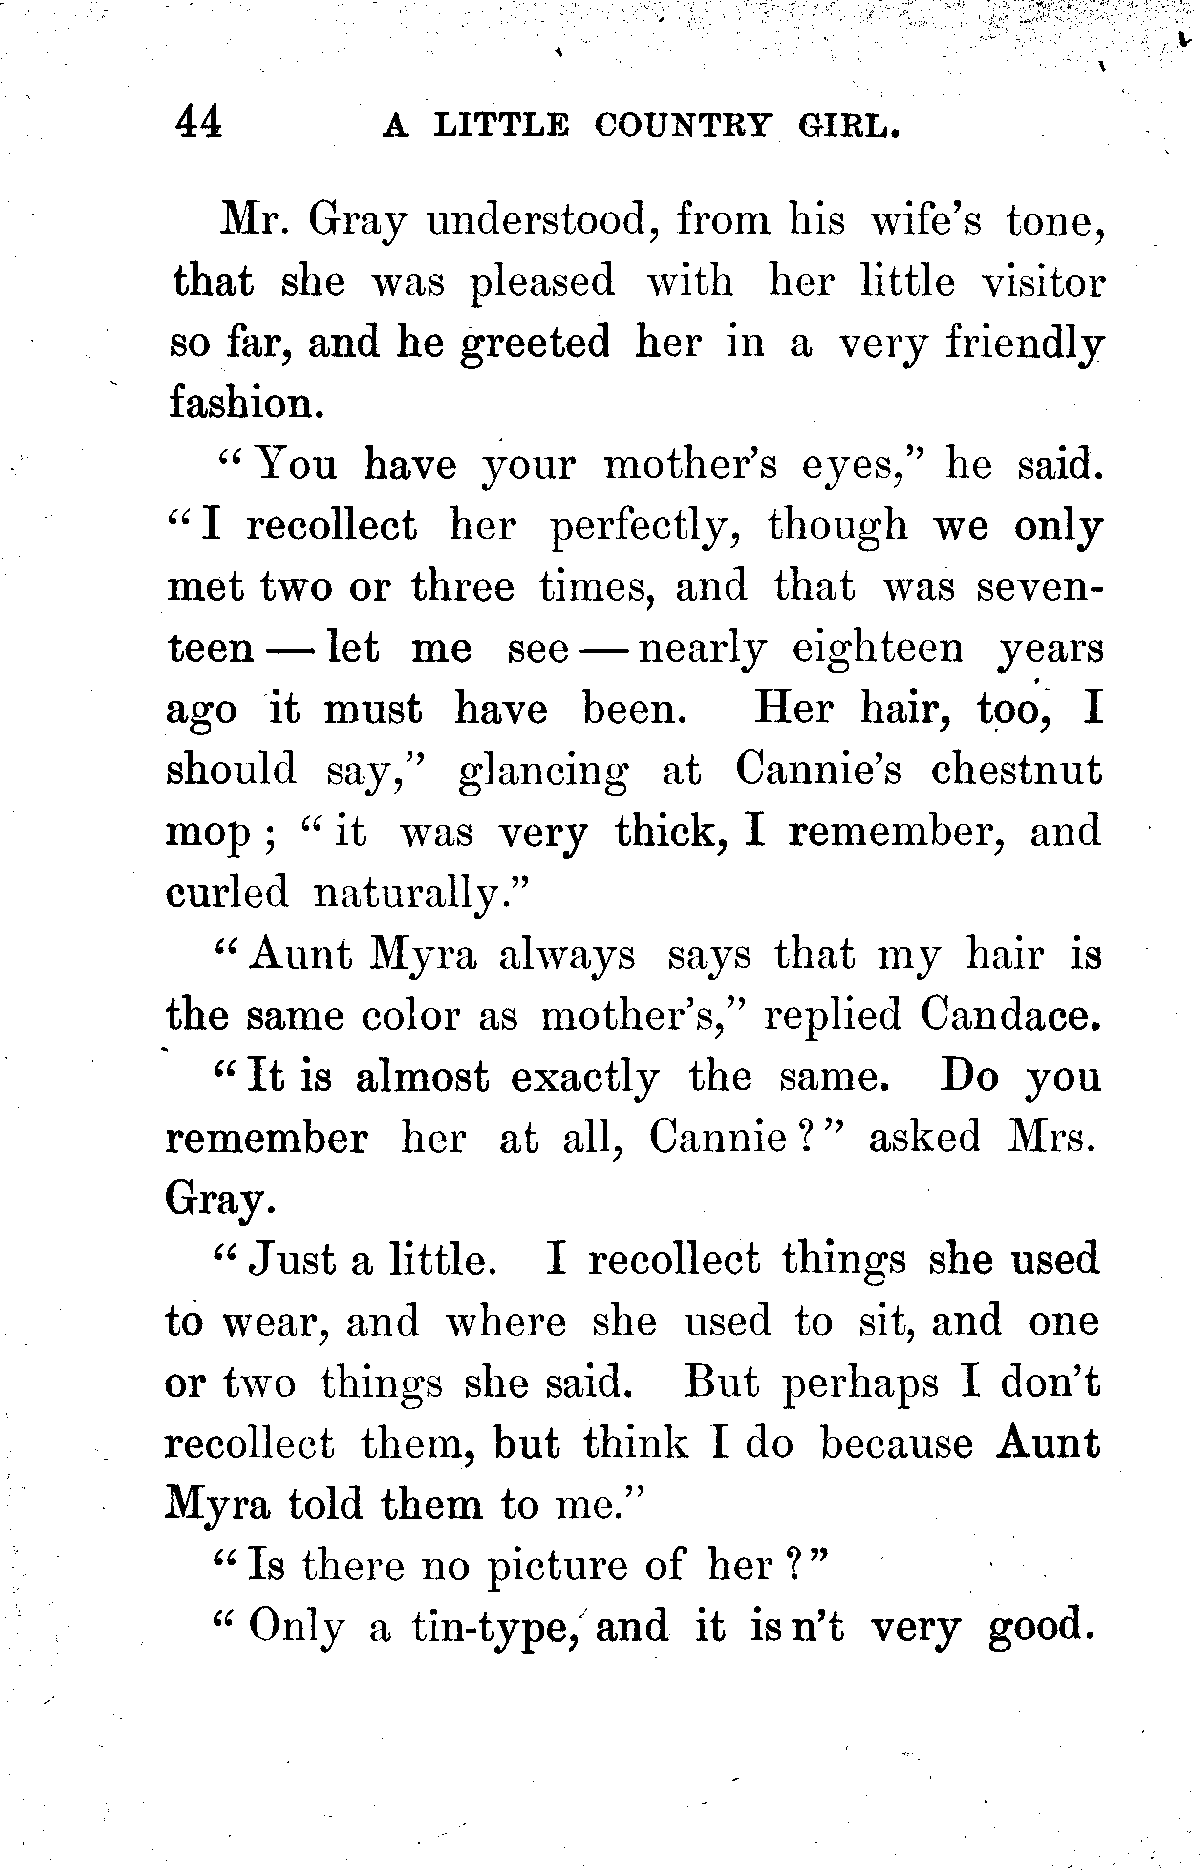 44 A LITTLE COUNTRY GIRL.
Mr. Gray understood, from his wife's tone,
that she was pleased with her little visitor
so far, and he greeted her in a very friendly
fashion.
"You have your mother's eyes," he said.
"I recollect her perfectly, though we only
met two or three times, and that was seven-
teen — let me see — nearly eighteen years
ago it must have been. Her hair, too, I
should say," glancing at Cannie's chestnut
mop; "it was very thick, I remember, and
curled naturally."
"Aunt Myra always says that my hair is
the same color as mother's," replied Candace.
"It is almost exactly the same. Do you
remember her at all, Cannie?" asked Mrs.
Gray.
"Just a little. I recollect things she used
to wear, and where she used to sit, and one
or two things she said. But perhaps I don't
recollect them, but think I do because Aunt
Myra told them to me."
"Is there no picture of her?"
"Only a tin-type, and it is n't very good.